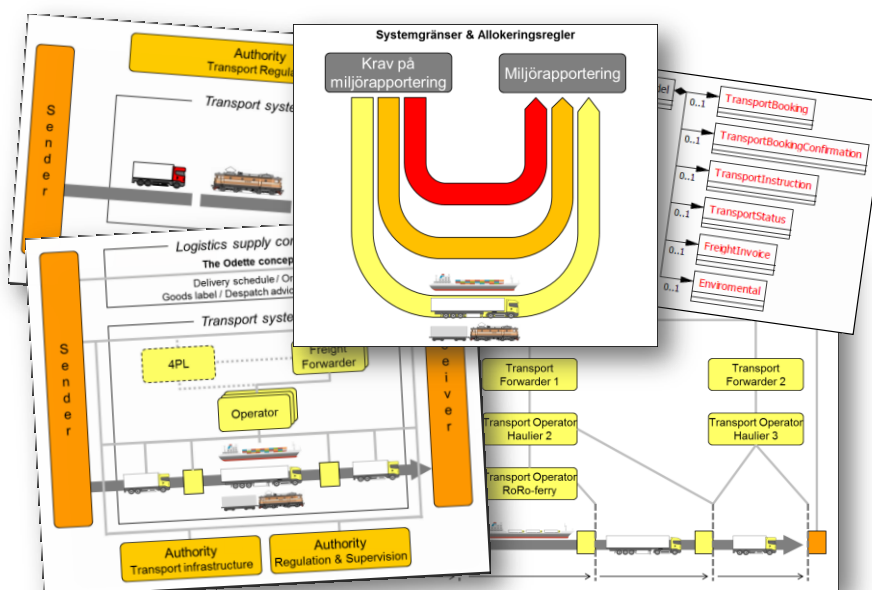 Systemgränser & Allokeringsregler
Krav på
miljörapportering
Miljörapportering
Authority
Transport Regula
Sender
Transport syste
del
0..1
TransportBooking
0..1
TransportBookingConfirmation
0..1
TransportInstruction
0..1
TransportStatus
0..1
FreightInvoice
0..1
Enviromental
Logistics supply co
The Odette concep
Delivery schedule / Or
Goods label / Despatch advic
Transport syste
Sender
4PL
Freight
Forwarder
Operator
eiver
Authority
Transport infrastructure
Authority
Regulation & Supervision
Transport
Forwarder 1
Transport
Forwarder 2
Transport Operator
Haulier 2
Transport Operator
Haulier 3
Transport Operator
RoRo-ferry